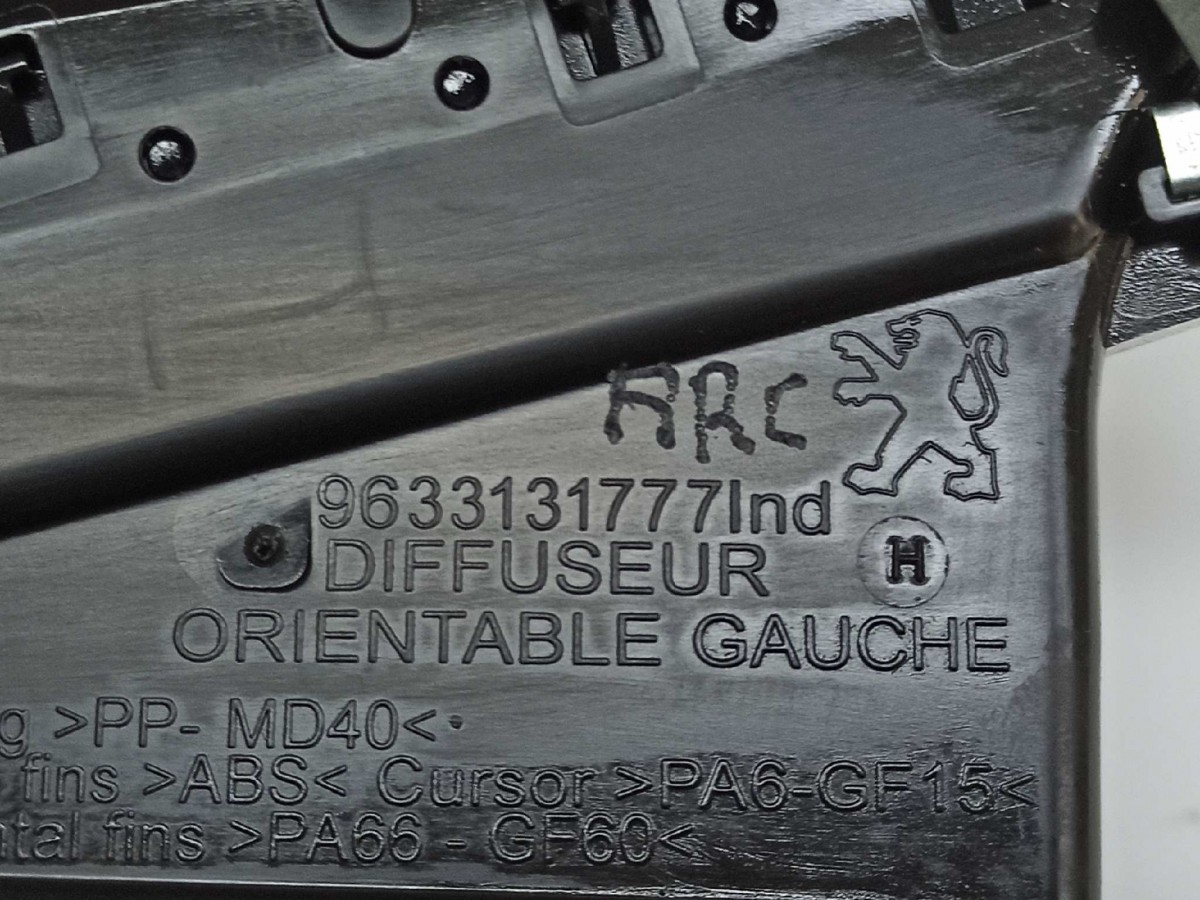 ARC
9633131777Ind
DIFFUSEUR
H
ORIENTABLE GAUCHE
>PP- MD40<
fins >ABS< Cursor >PA6-GF15<
fins >PA66 - GF60<